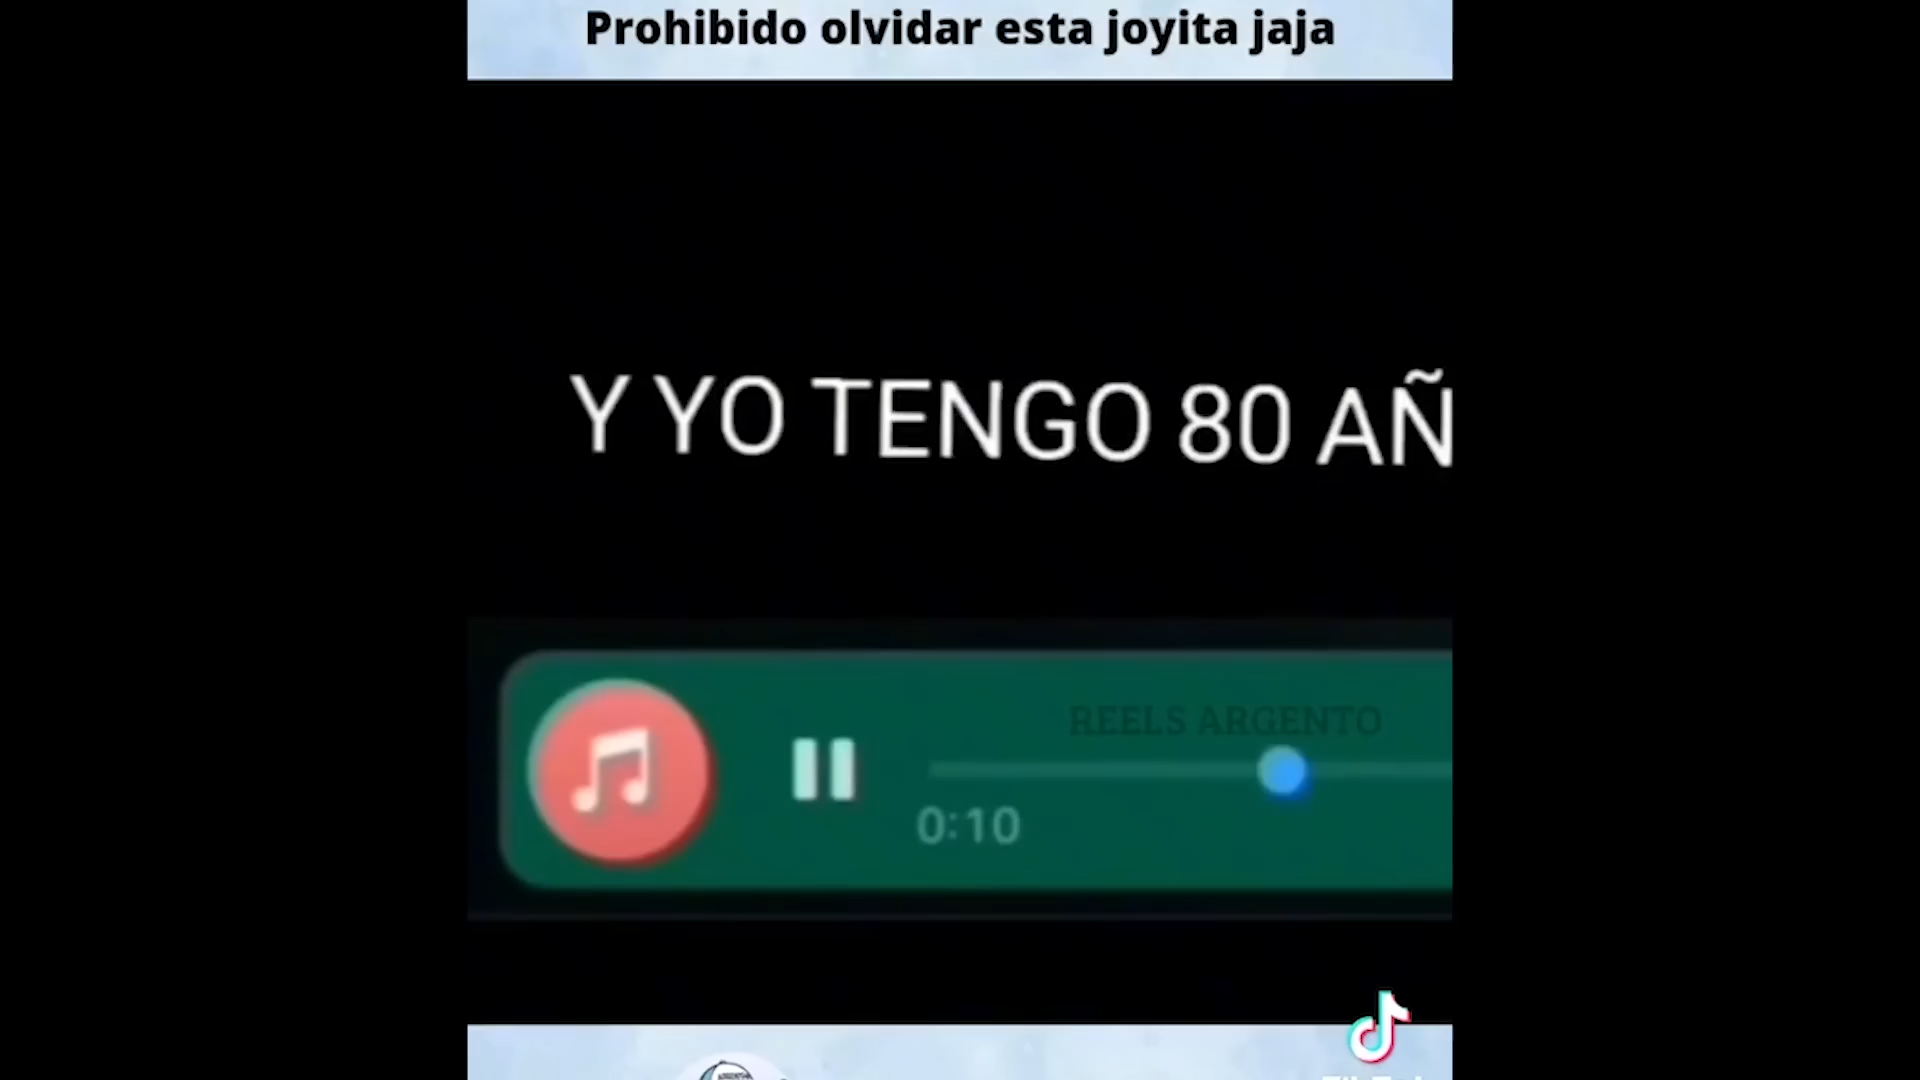 Prohibido olvidar esta joyita jaja
Y YO TENGO 80 AÑ
REELS ARGENTO
0:10